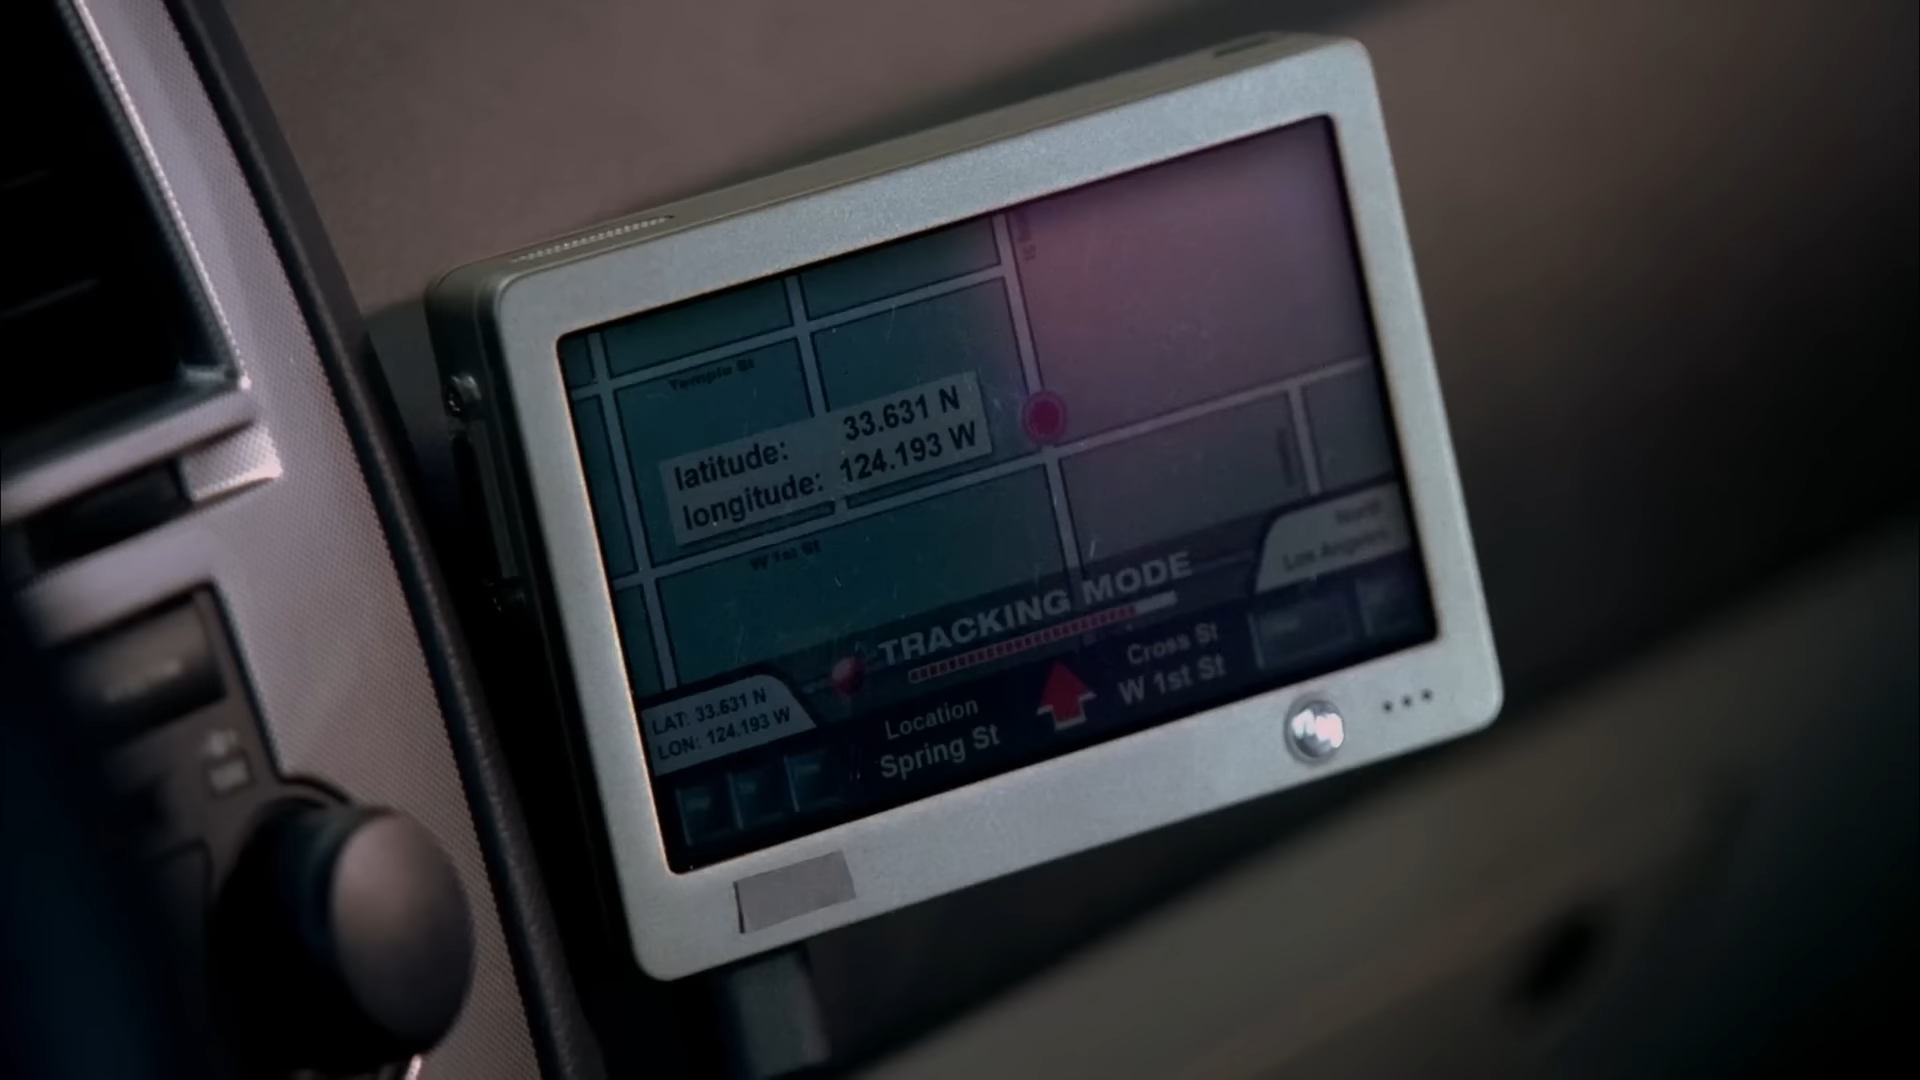 Temple St
latitude: 33.631 N
longitude: 124.193 W
W 1st St
North
Los Angeles
TRACKING MODE
LAT: 33.631 N
LON: 124.193 W
Location
Spring St
Cross St
W 1st St